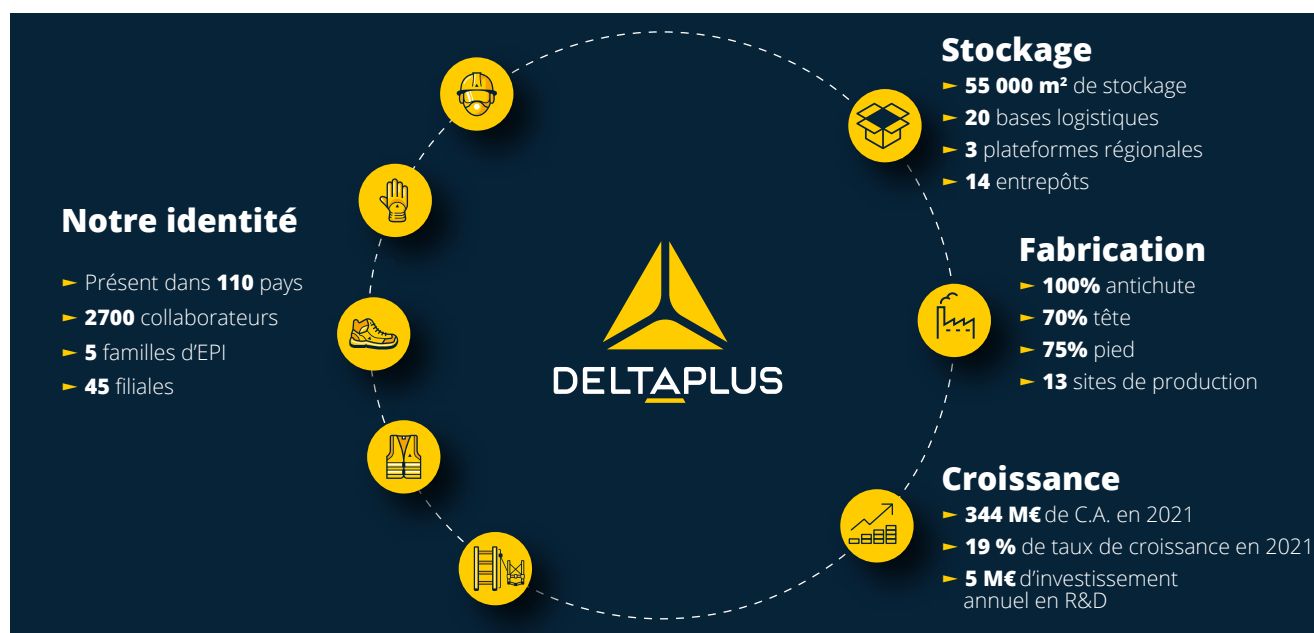 Notre identité
► Présent dans 110 pays
► 2700 collaborateurs
► 5 familles d’EPI
► 45 filiales
DELTAPLUS
Stockage
► 55 000 m² de stockage
► 20 bases logistiques
► 3 plateformes régionales
► 14 entrepôts
Fabrication
► 100% antichute
► 70% tête
► 75% pied
► 13 sites de production
Croissance
► 344 M€ de C.A. en 2021
► 19 % de taux de croissance en 2021
► 5 M€ d’investissement
annuel en R&D